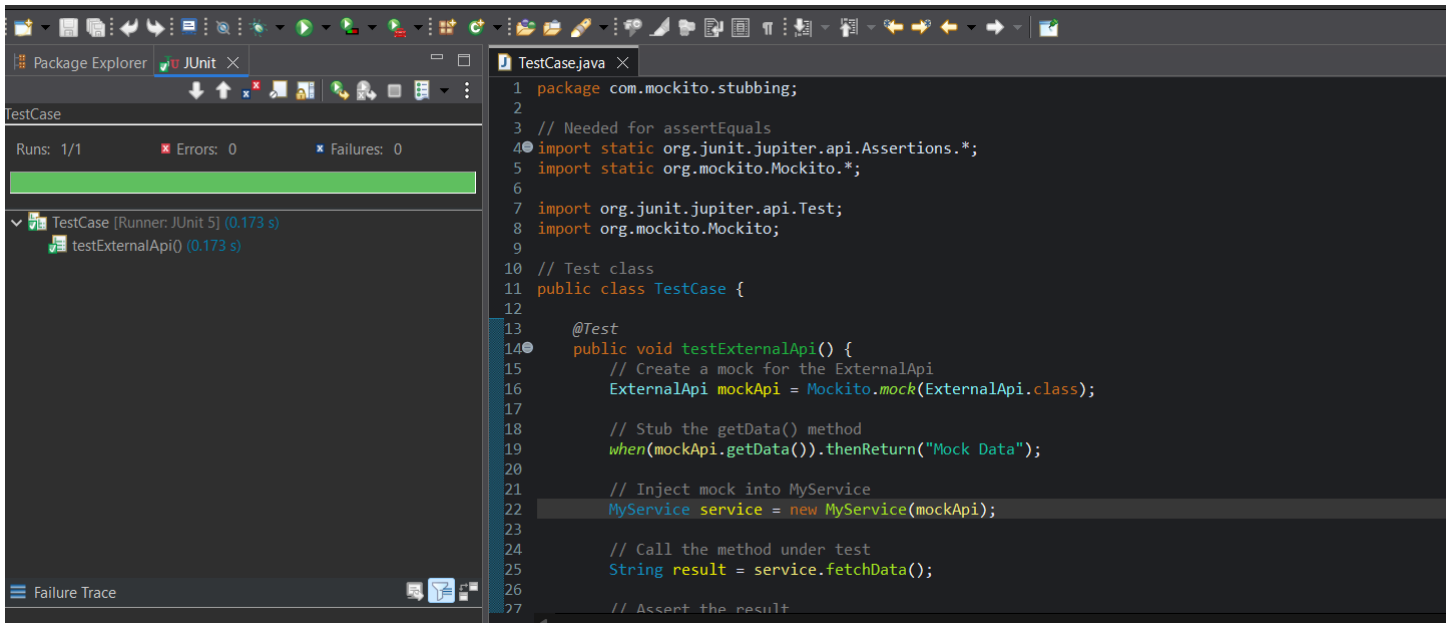 Package Explorer
JUnit
TestCase
Runs: 1/1
Errors: 0
Failures: 0
TestCase [Runner: JUnit 5] (0.173 s)
testExternalApi() (0.173 s)
Failure Trace
TestCase.java
1 package com.mockito.stubbing;
2
3 // Needed for assertEquals
4 import static org.junit.jupiter.api.Assertions.*;
5 import static org.mockito.Mockito.*;
6
7 import org.junit.jupiter.api.Test;
8 import org.mockito.Mockito;
9
10 // Test class
11 public class TestCase {
12
13     @Test
14     public void testExternalApi() {
15         // Create a mock for the ExternalApi
16         ExternalApi mockApi = Mockito.mock(ExternalApi.class);
17
18         // Stub the getData() method
19         when(mockApi.getData()).thenReturn("Mock Data");
20
21         // Inject mock into MyService
22         MyService service = new MyService(mockApi);
23
24         // Call the method under test
25         String result = service.fetchData();
26
27         // Assert the result